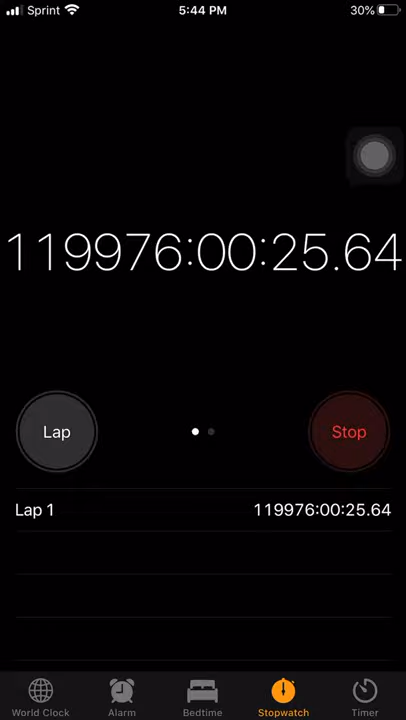 Sprint 5:44 PM 30%
119976:00:25.64
Lap Stop
Lap 1 119976:00:25.64
World Clock Alarm Bedtime Stopwatch Timer